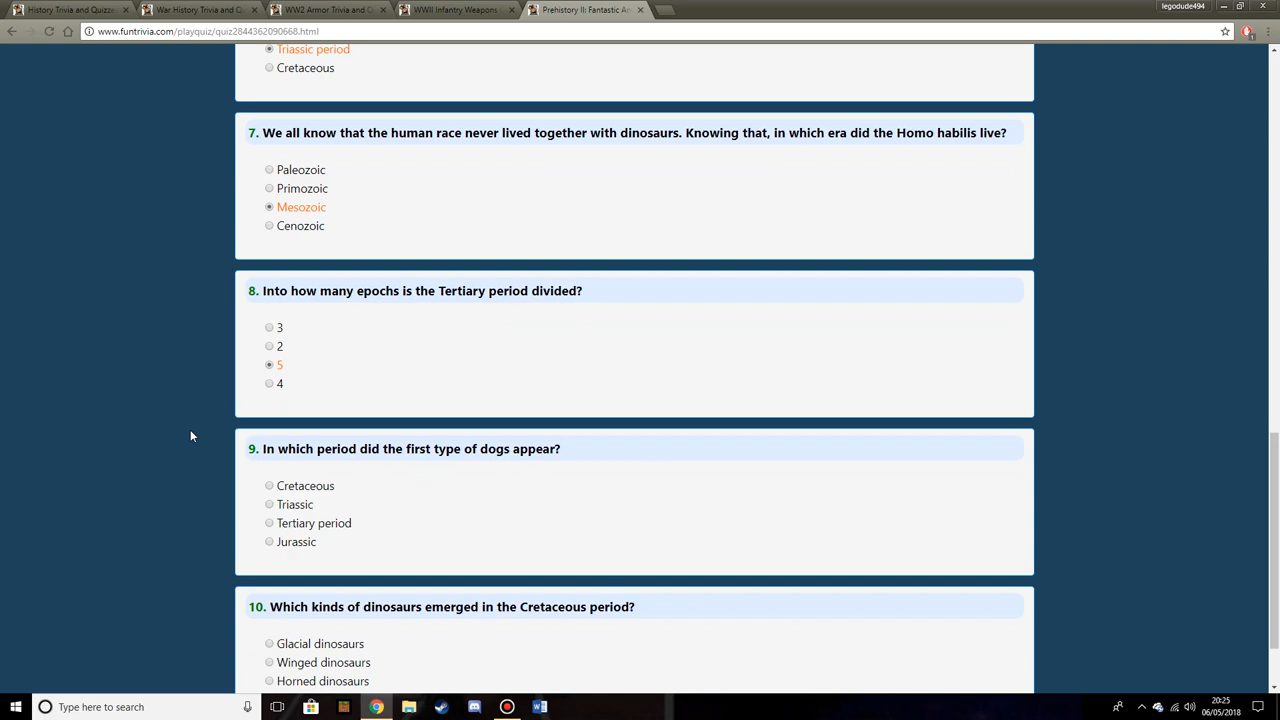 History Trivia and Quizze
War History Trivia and Q
WW2 Armor Trivia and Q
WWII Infantry Weapons
Prehistory II: Fantastic An
legodude494
www.funtrivia.com/playquiz/quiz2844362090668.html
Triassic period
Cretaceous
7. We all know that the human race never lived together with dinosaurs. Knowing that, in which era did the Homo habilis live?
Paleozoic
Primozoic
Mesozoic
Cenozoic
8. Into how many epochs is the Tertiary period divided?
3
2
5
4
9. In which period did the first type of dogs appear?
Cretaceous
Triassic
Tertiary period
Jurassic
10. Which kinds of dinosaurs emerged in the Cretaceous period?
Glacial dinosaurs
Winged dinosaurs
Horned dinosaurs
Type here to search
20:25
06/05/2018